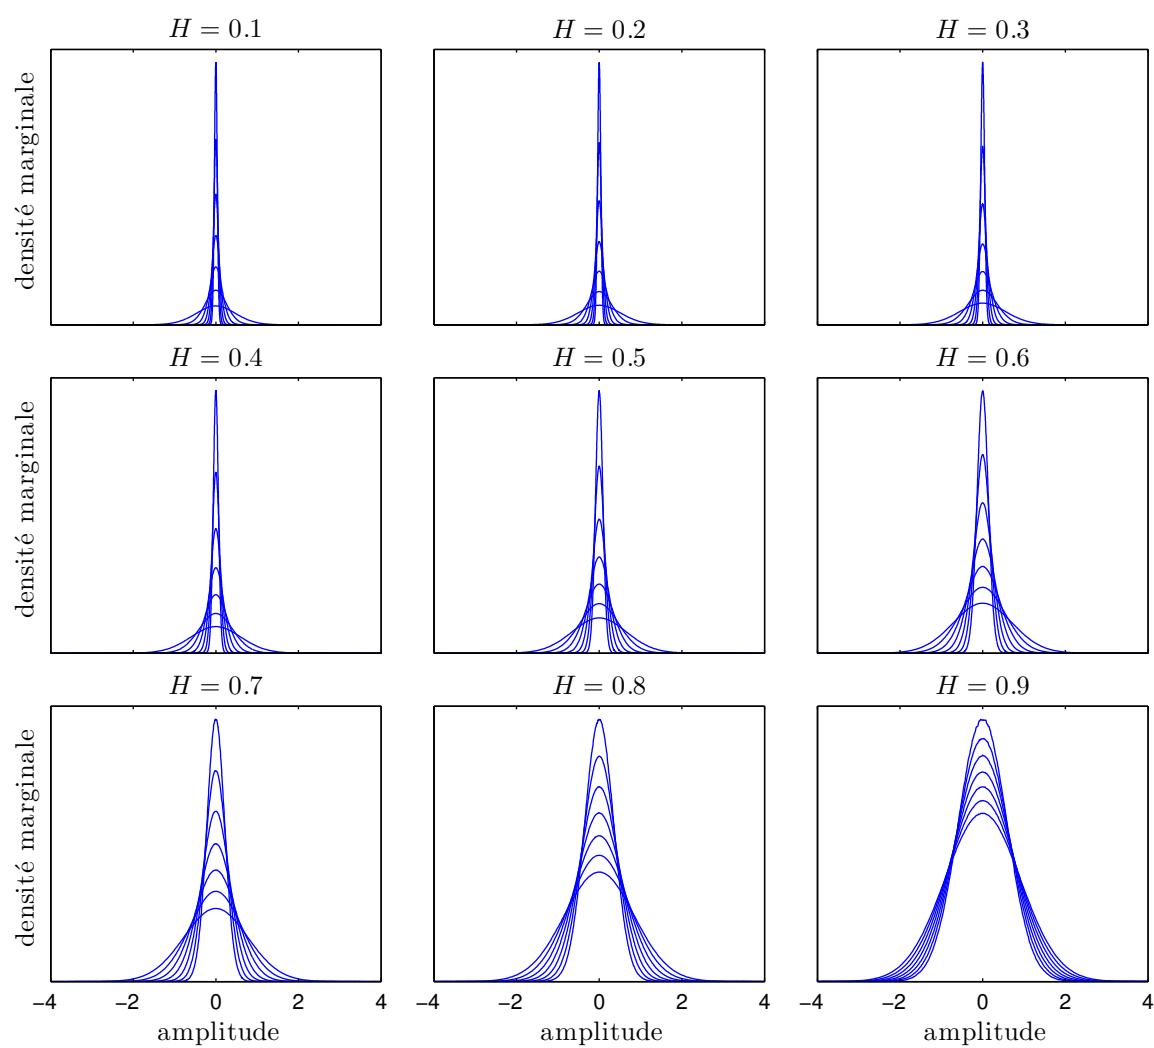 H = 0.1
H = 0.2
H = 0.3
densité marginale
H = 0.4
H = 0.5
H = 0.6
densité marginale
H = 0.7
H = 0.8
H = 0.9
densité marginale
−4 −2 0 2 4
−4 −2 0 2 4
−4 −2 0 2 4
amplitude
amplitude
amplitude